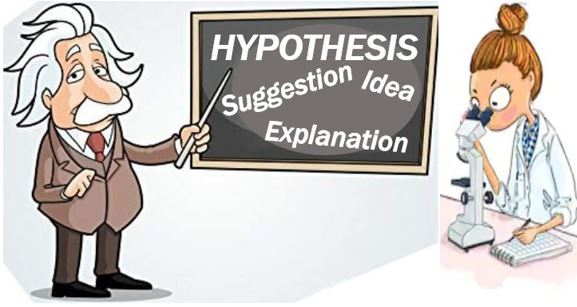 HYPOTHESIS
Suggestion Idea
Explanation